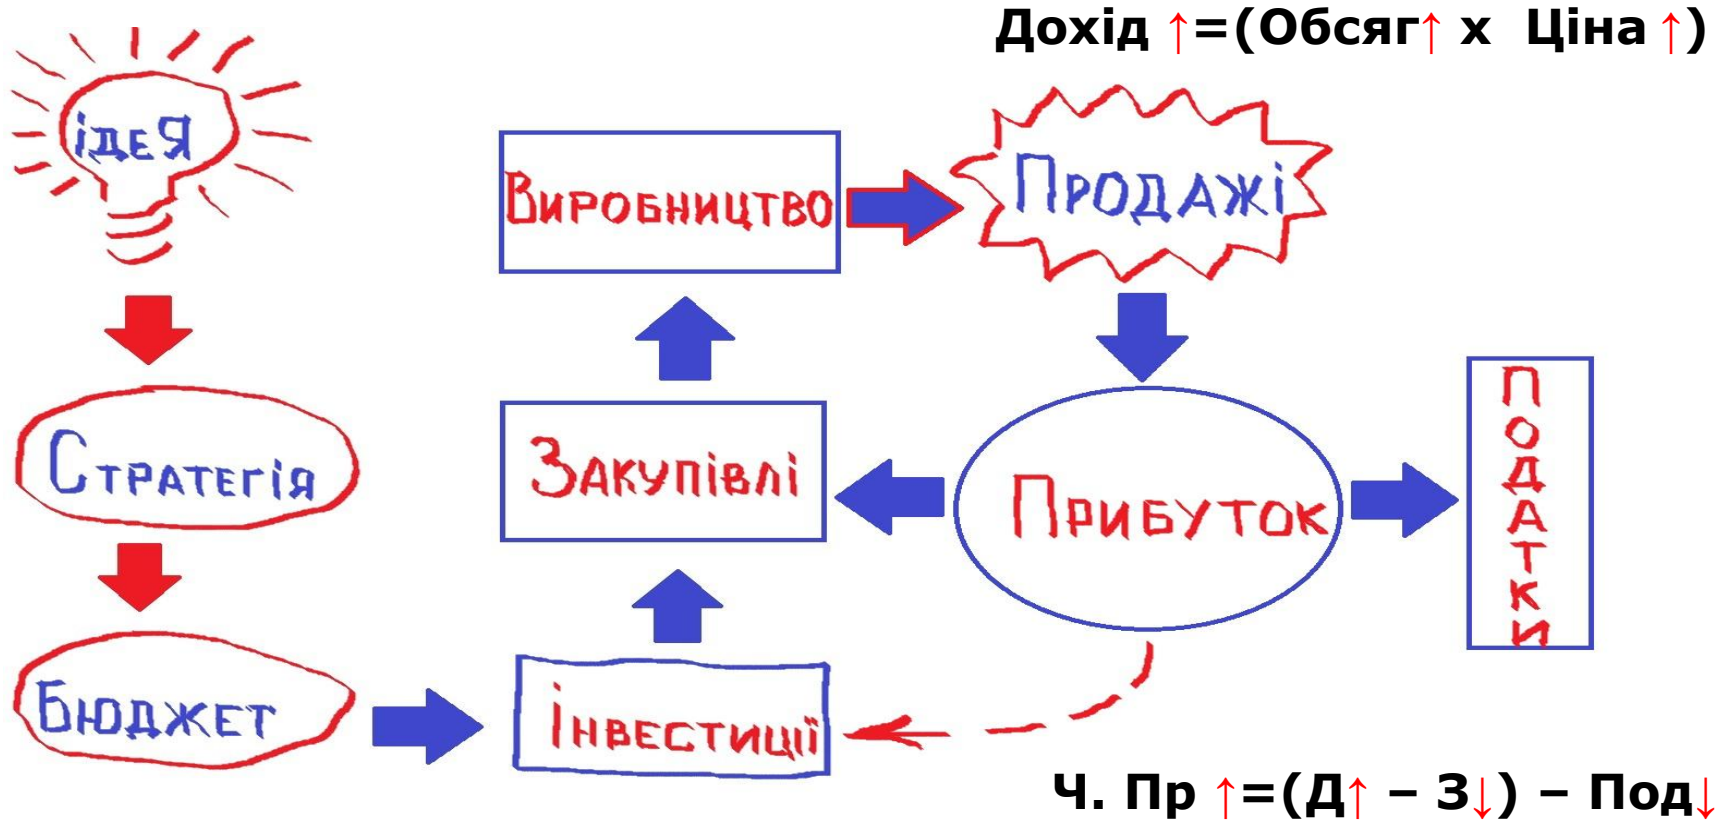 Дохід ↑=(Обсяг↑ х Ціна ↑)
ідея
Виробництво
Продажі
Стратегія
Закупівлі
Прибуток
Податки
Бюджет
Інвестиції
Ч. Пр ↑=(Д↑ – З↓) – Под↓